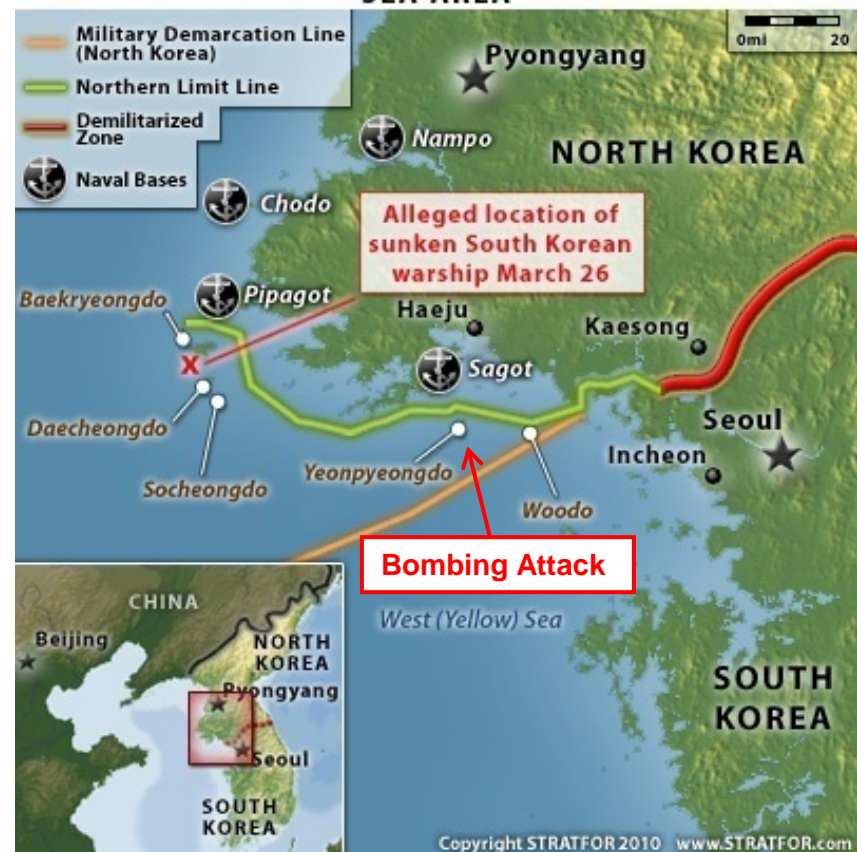 Military Demarcation Line
(North Korea)
Northern Limit Line
Demilitarized
Zone
Naval Bases
0mi 20
Pyongyang
Nampo
NORTH KOREA
Chodo
Alleged location of
sunken South Korean
warship March 26
Baekryeongdo
Pipagot
Haeju
Kaesong
X
Sagot
Daecheongdo
Seoul
Yeonpyeongdo
Incheon
Socheongdo
Woodo
Bombing Attack
West (Yellow) Sea
CHINA
Beijing
NORTH
KOREA
Pyongyang
Seoul
SOUTH
KOREA
SOUTH
KOREA
Copyright STRATFOR 2010 www.STRATFOR.com